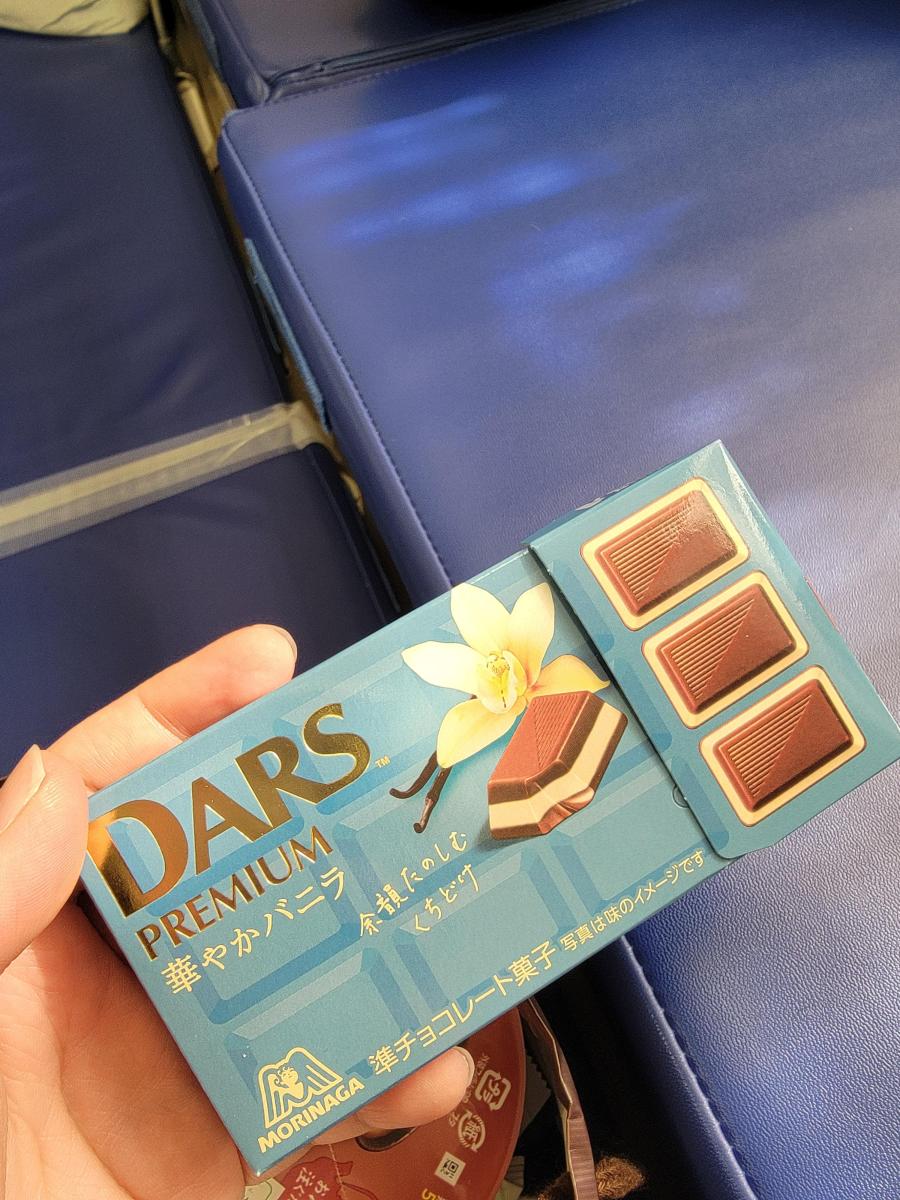 DARS™
PREMIUM
華やかバニラ
余韻たのしむ
くちどけ
準チョコレート菓子 写真は味のイメージです
MORINAGA
紙